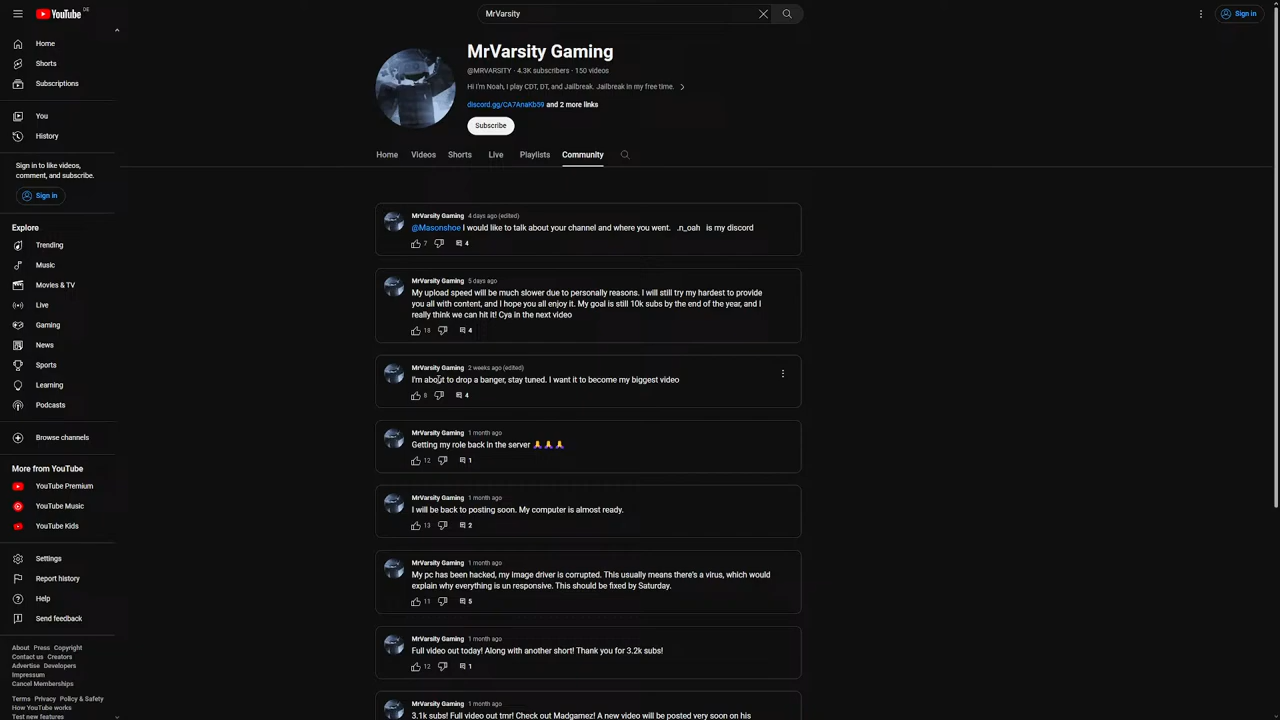 YouTube DE
MrVarsity
Sign in
Home
Shorts
Subscriptions
You
History
Sign in to like videos,
comment, and subscribe.
Sign in
Explore
Trending
Music
Movies & TV
Live
Gaming
News
Sports
Learning
Podcasts
Browse channels
More from YouTube
YouTube Premium
YouTube Music
YouTube Kids
Settings
Report history
Help
Send feedback
About Press Copyright
Contact us Creators
Advertise Developers
Impressum
Cancel Memberships
Terms Privacy Policy & Safety
How YouTube works
Test new features
MrVarsity Gaming
@MRVARSITY · 4.3K subscribers · 150 videos
Hi I'm Noah, I play CDT, DT, and Jailbreak. Jailbreak in my free time.
discord.gg/CA7AnaKb59 and 2 more links
Subscribe
Home Videos Shorts Live Playlists Community
MrVarsity Gaming 4 days ago (edited)
@Masonshoe I would like to talk about your channel and where you went. .n_oah is my discord
7 4
MrVarsity Gaming 5 days ago
My upload speed will be much slower due to personally reasons. I will still try my hardest to provide
you all with content, and I hope you all enjoy it. My goal is still 10k subs by the end of the year, and I
really think we can hit it! Cya in the next video
18 4
MrVarsity Gaming 2 weeks ago (edited)
I'm about to drop a banger, stay tuned. I want it to become my biggest video
8 4
MrVarsity Gaming 1 month ago
Getting my role back in the server 🙏🙏🙏
12 1
MrVarsity Gaming 1 month ago
I will be back to posting soon. My computer is almost ready.
13 2
MrVarsity Gaming 1 month ago
My pc has been hacked, my image driver is corrupted. This usually means there's a virus, which would
explain why everything is un responsive. This should be fixed by Saturday.
11 5
MrVarsity Gaming 1 month ago
Full video out today! Along with another short! Thank you for 3.2k subs!
12 1
MrVarsity Gaming 1 month ago
3.1k subs! Full video out tmr! Check out Madgamez! A new video will be posted very soon on his